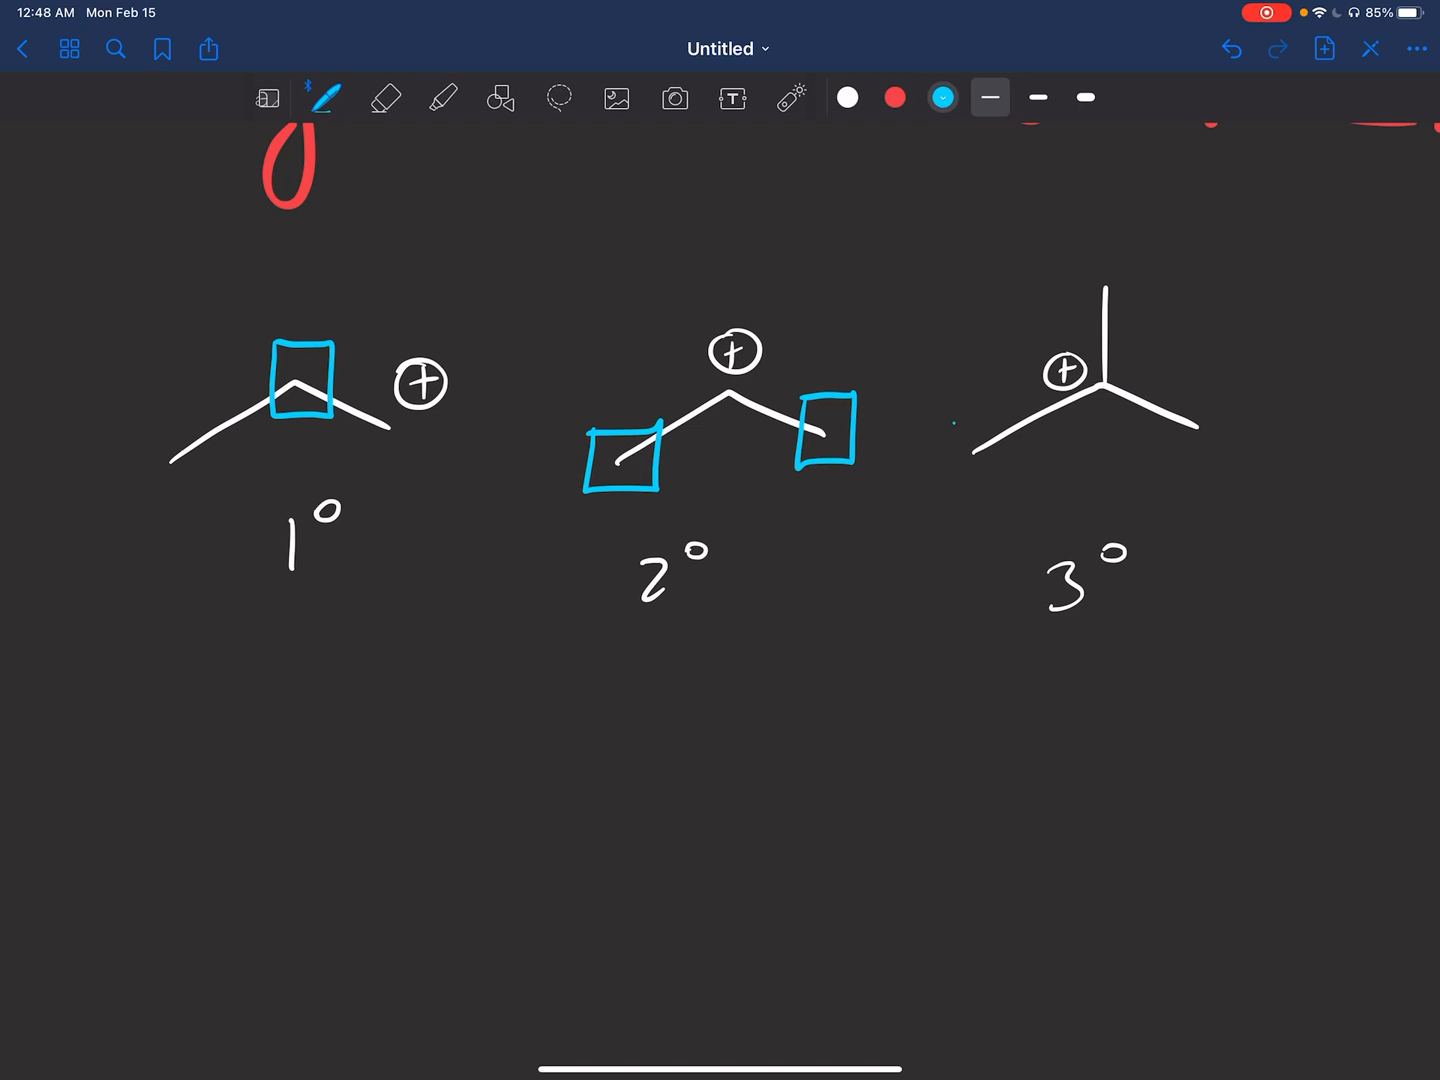 12:48 AM Mon Feb 15
85%
Untitled
T
+ + +
1° 2° 3°